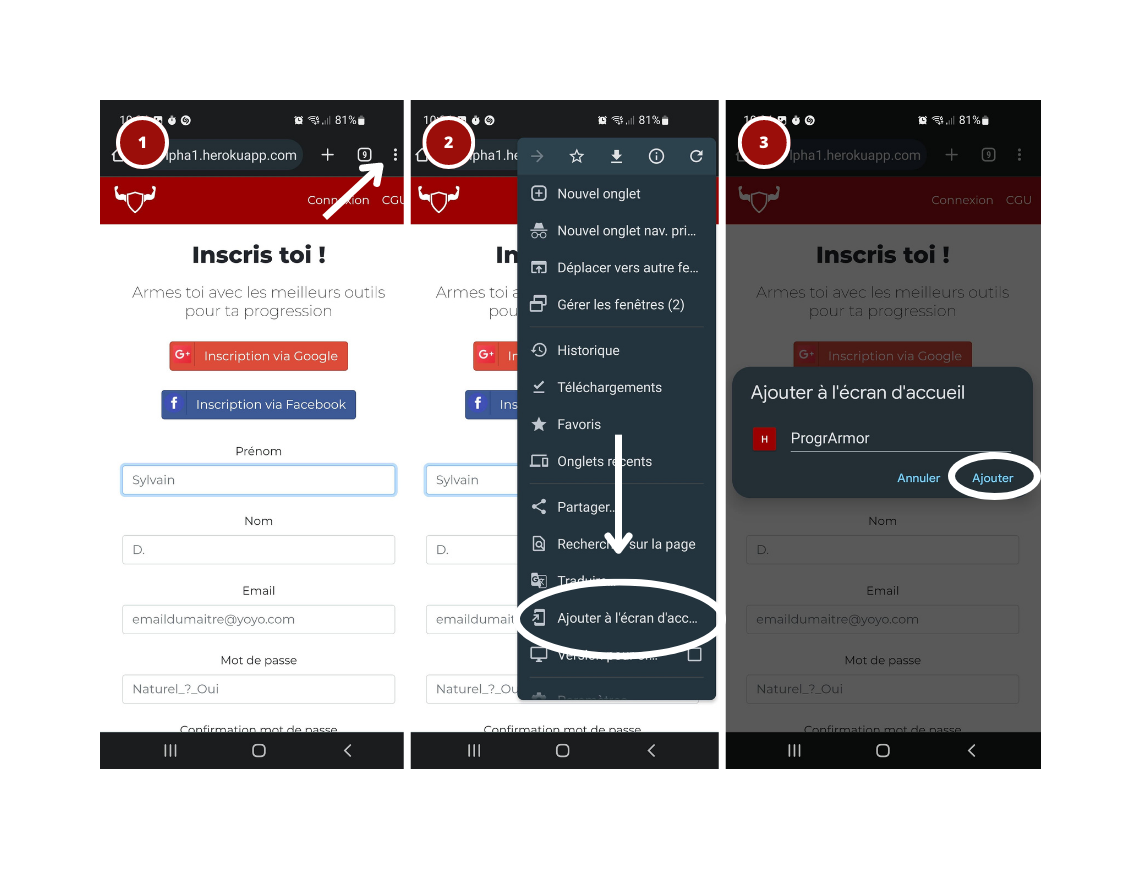 1
81%
lpha1.herokuapp.com
9
Connexion CGU
Inscris toi !
Armes toi avec les meilleurs outils
pour ta progression
G+ Inscription via Google
f Inscription via Facebook
Prénom
Sylvain
Nom
D.
Email
emaildumaitre@yoyo.com
Mot de passe
Naturel_?_Oui
Confirmation mot de passe
2
81%
pha1.he
In
Armes toi a
pou
G+ In
f Ins
Sylvain
D.
emaildumait
Naturel_?_Ou
Confirmation mot de passe
Nouvel onglet
Nouvel onglet nav. pri...
Déplacer vers autre fe...
Gérer les fenêtres (2)
Historique
Téléchargements
Favoris
Onglets récents
Partager...
Rechercher sur la page
Traduire...
Ajouter à l'écran d'acc...
Version pour or...
Paramètres
3
81%
lpha1.herokuapp.com
9
Connexion CGU
Inscris toi !
Armes toi avec les meilleurs outils
pour ta progression
G+ Inscription via Google
Ajouter à l'écran d'accueil
H ProgrArmor
Annuler Ajouter
Nom
D.
Email
emaildumaitre@yoyo.com
Mot de passe
Naturel_?_Oui
Confirmation mot de passe